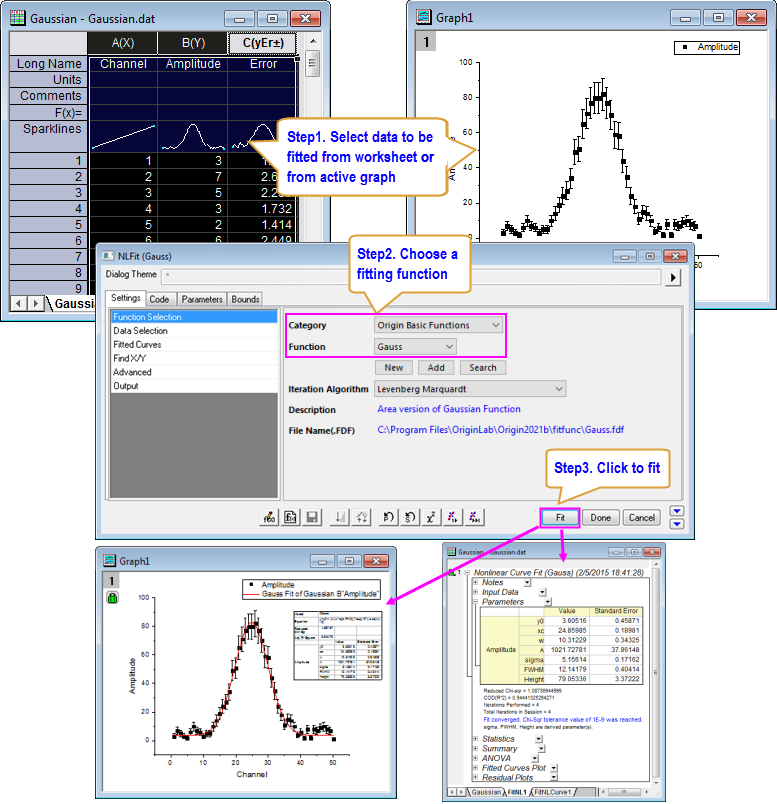 Gaussian - Gaussian.dat
A(X) B(Y) C(yEr±)
Long Name Channel Amplitude Error
Units
Comments
F(x)=
Sparklines
1 1 3
2 2 7
3 3 5
4 4 3 1.732
5 5 2 1.414
6 6 6 2.449
7
8
9
Gaussi
Graph1
1
Amplitude
100
80
60
40
20
0
60
Step1. Select data to be
fitted from worksheet or
from active graph
NLFit (Gauss)
Dialog Theme *
Step2. Choose a
fitting function
Settings Code Parameters Bounds
Function Selection
Data Selection
Fitted Curves
Find X/Y
Advanced
Output
Category Origin Basic Functions
Function Gauss
New Add Search
Iteration Algorithm Levenberg Marquardt
Description Area version of Gaussian Function
File Name(.FDF) C:\Program Files\OriginLab\Origin2021b\fitfunc\Gauss.fdf
Step3. Click to fit
Fit Done Cancel
Graph1
1
Amplitude
Gauss Fit of Gaussian B"Amplitude"
100
80
60
40
20
0
Amplitude
0 10 20 30 40 50
Channel
Gaussian - Gaussian.dat
Nonlinear Curve Fit (Gauss) (2/5/2015 18:41:28)
Notes
Input Data
Parameters
Value Standard Error
Amplitude
y0 3.60516 0.45871
xc 24.85985 0.18981
w 10.31229 0.34325
A 1021.72781 37.96148
sigma 5.15614 0.17162
FWHM 12.14179 0.40414
Height 79.05336 3.37222
Reduced Chi-sqr = 1.08738944999
COD(R^2) = 0.94441325264271
Iterations Performed = 4
Total Iterations in Session = 4
Fit converged. Chi-Sqr tolerance value of 1E-9 was reached.
sigma, FWHM, Height are derived parameter(s).
Statistics
Summary
ANOVA
Fitted Curves Plot
Residual Plots
Gaussian FitNL1 FitNLCurve1